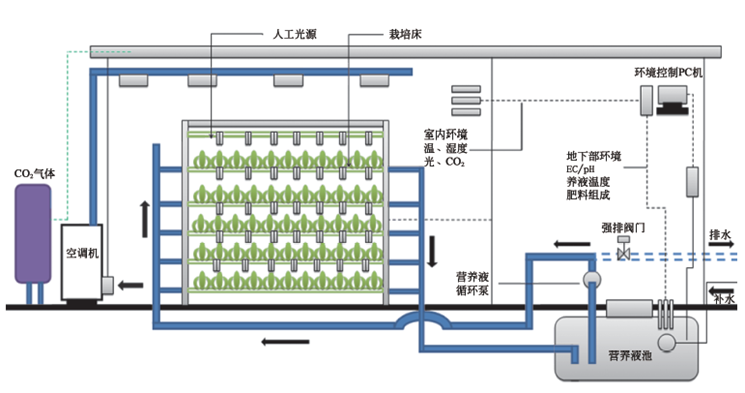 人工光源
栽培床
环境控制PC机
室内环境
温、湿度
光、CO₂
地下部环境
EC/pH
养液温度
肥料组成
CO₂气体
空调机
强排阀门
排水
营养液
循环泵
补水
营养液池